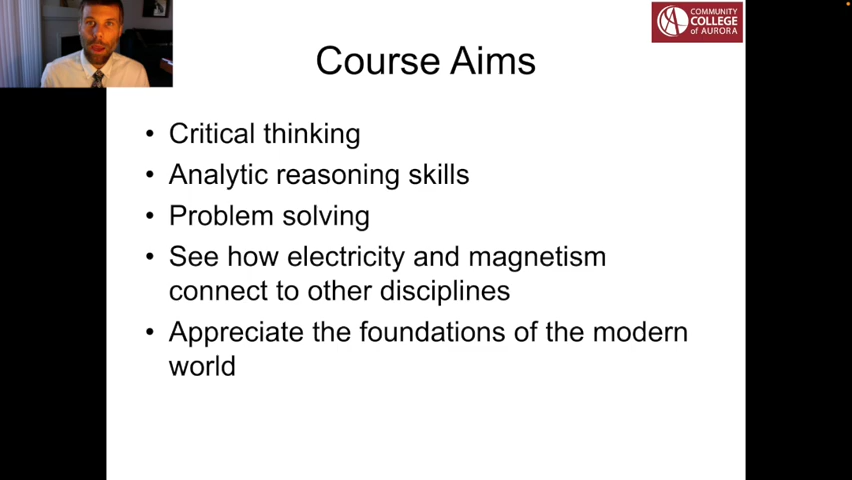 COMMUNITY
COLLEGE
of AURORA
Course Aims
• Critical thinking
• Analytic reasoning skills
• Problem solving
• See how electricity and magnetism
connect to other disciplines
• Appreciate the foundations of the modern
world